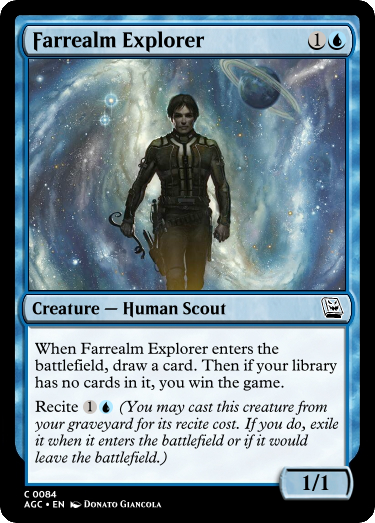 Farrealm Explorer 1
Creature — Human Scout
When Farrealm Explorer enters the
battlefield, draw a card. Then if your library
has no cards in it, you win the game.
Recite 1 (You may cast this creature from
your graveyard for its recite cost. If you do, exile
it when it enters the battlefield or if it would
leave the battlefield.)
1/1
C 0084
AGC • EN Donato Giancola